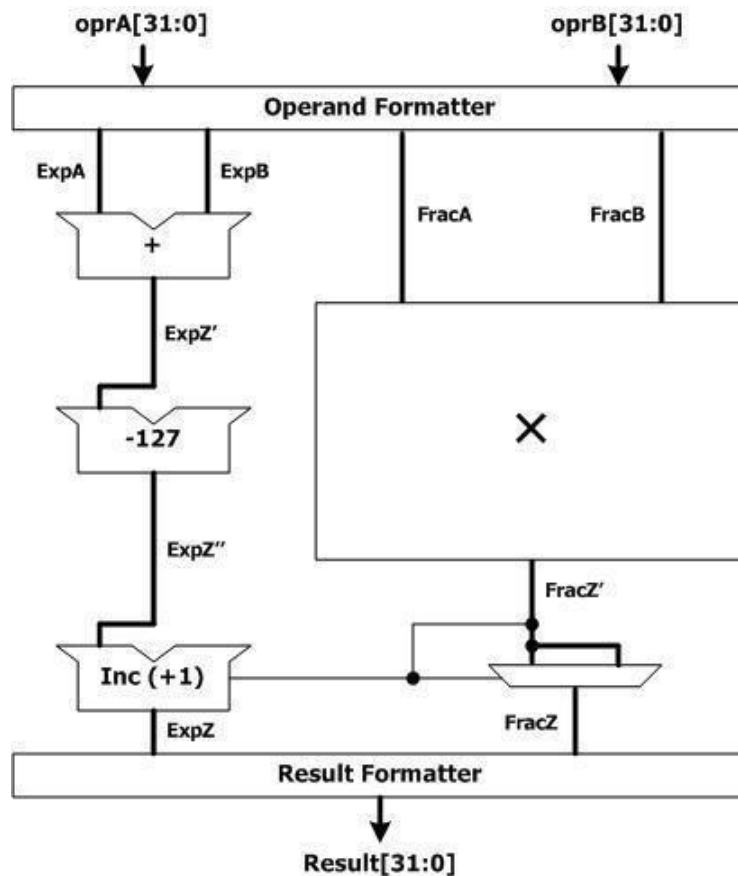 oprA[31:0] oprB[31:0]
Operand Formatter
ExpA ExpB
FracA FracB
+
ExpZ'
-127
×
ExpZ''
FracZ'
Inc (+1)
ExpZ FracZ
Result Formatter
Result[31:0]